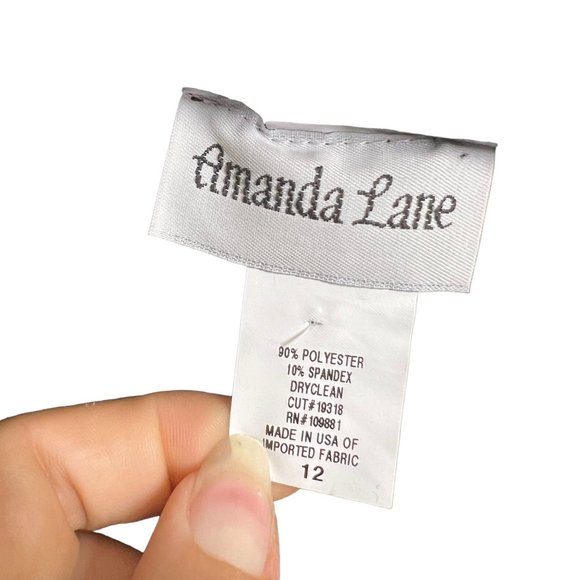 Amanda Lane
90% POLYESTER
10% SPANDEX
DRYCLEAN
CUT#19318
RN#109881
MADE IN USA OF
IMPORTED FABRIC
12